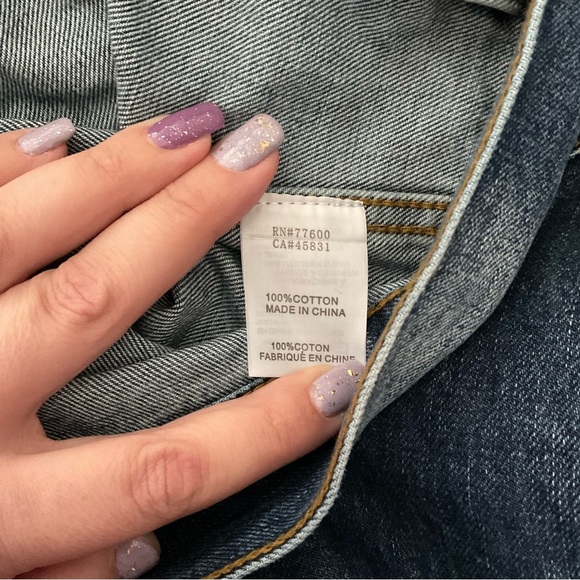 RN#77600
CA#45831
100%COTTON
MADE IN CHINA
100%COTON
FABRIQUÉ EN CHINE